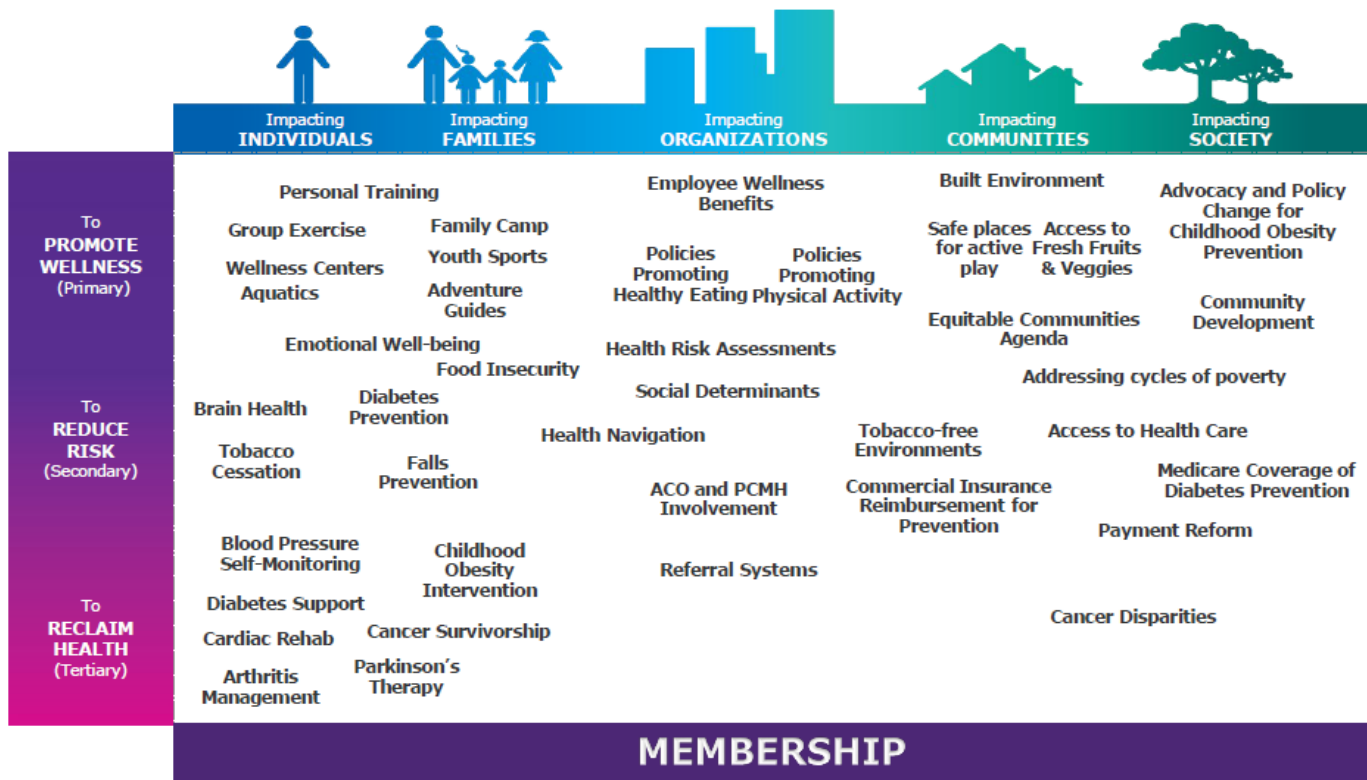 Impacting
INDIVIDUALS
Impacting
FAMILIES
Impacting
ORGANIZATIONS
Impacting
COMMUNITIES
Impacting
SOCIETY
To
PROMOTE
WELLNESS
(Primary)
Personal Training
Group Exercise
Wellness Centers
Aquatics
Family Camp
Youth Sports
Adventure
Guides
Emotional Well-being
Food Insecurity
Employee Wellness
Benefits
Policies
Promoting
Healthy Eating
Policies
Promoting
Physical Activity
Health Risk Assessments
Built Environment
Safe places
for active
play
Access to
Fresh Fruits
& Veggies
Equitable Communities
Agenda
Advocacy and Policy
Change for
Childhood Obesity
Prevention
Community
Development
Addressing cycles of poverty
To
REDUCE
RISK
(Secondary)
Brain Health
Diabetes
Prevention
Tobacco
Cessation
Falls
Prevention
Social Determinants
Health Navigation
ACO and PCMH
Involvement
Tobacco-free
Environments
Commercial Insurance
Reimbursement for
Prevention
Access to Health Care
Medicare Coverage of
Diabetes Prevention
Payment Reform
Blood Pressure
Self-Monitoring
Childhood
Obesity
Intervention
Referral Systems
To
RECLAIM
HEALTH
(Tertiary)
Diabetes Support
Cardiac Rehab
Cancer Survivorship
Arthritis
Management
Parkinson's
Therapy
Cancer Disparities
MEMBERSHIP